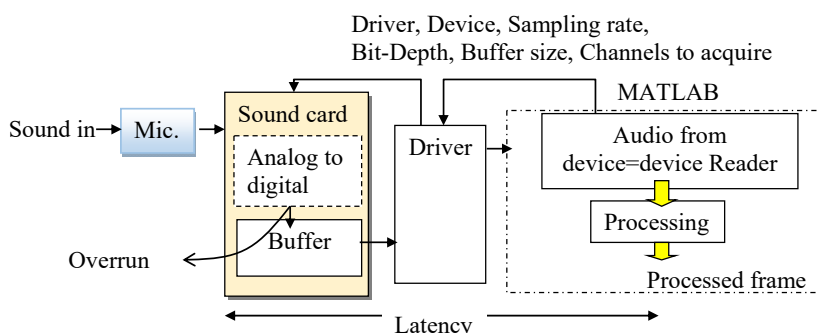 Driver, Device, Sampling rate,
Bit-Depth, Buffer size, Channels to acquire
MATLAB
Sound in
Mic.
Sound card
Analog to
digital
Buffer
Overrun
Driver
Audio from
device=device Reader
Processing
Processed frame
Latency